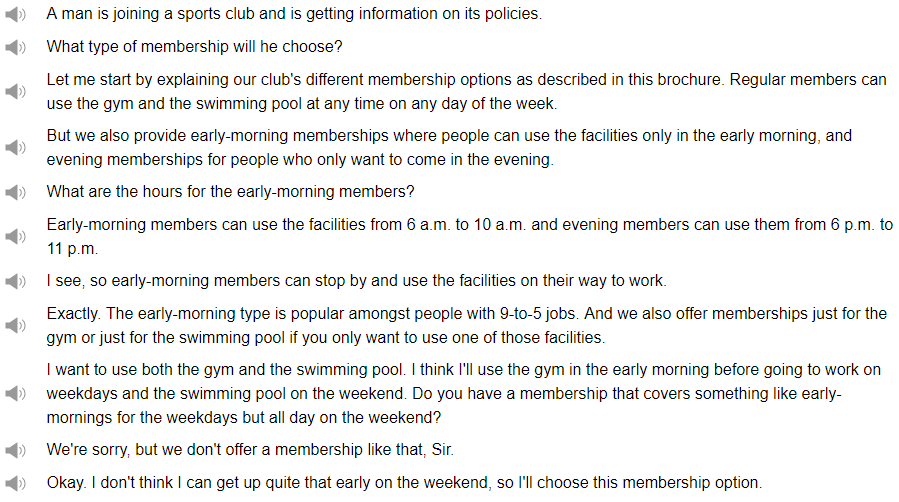 A man is joining a sports club and is getting information on its policies.
What type of membership will he choose?
Let me start by explaining our club's different membership options as described in this brochure. Regular members can
use the gym and the swimming pool at any time on any day of the week.
But we also provide early-morning memberships where people can use the facilities only in the early morning, and
evening memberships for people who only want to come in the evening.
What are the hours for the early-morning members?
Early-morning members can use the facilities from 6 a.m. to 10 a.m. and evening members can use them from 6 p.m. to
11 p.m.
I see, so early-morning members can stop by and use the facilities on their way to work.
Exactly. The early-morning type is popular amongst people with 9-to-5 jobs. And we also offer memberships just for the
gym or just for the swimming pool if you only want to use one of those facilities.
I want to use both the gym and the swimming pool. I think I'll use the gym in the early morning before going to work on
weekdays and the swimming pool on the weekend. Do you have a membership that covers something like early-
mornings for the weekdays but all day on the weekend?
We're sorry, but we don't offer a membership like that, Sir.
Okay. I don't think I can get up quite that early on the weekend, so I'll choose this membership option.